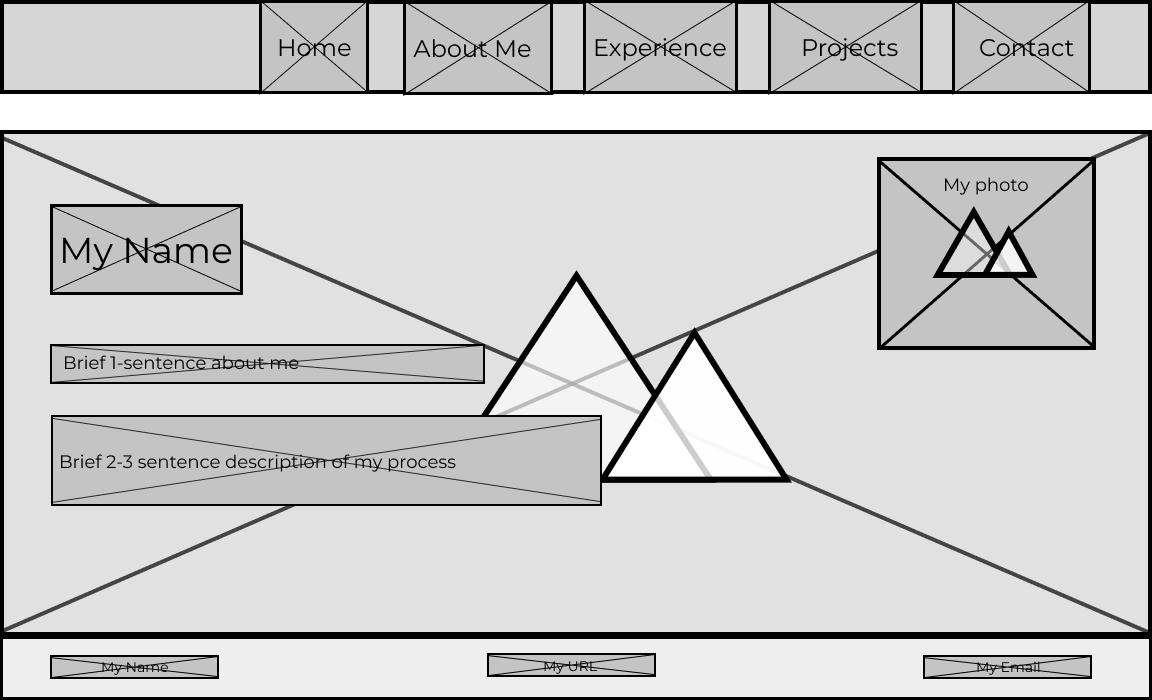 Home
About Me
Experience
Projects
Contact
My photo
My Name
Brief 1-sentence about me
Brief 2-3 sentence description of my process
My Name
My URL
My Email